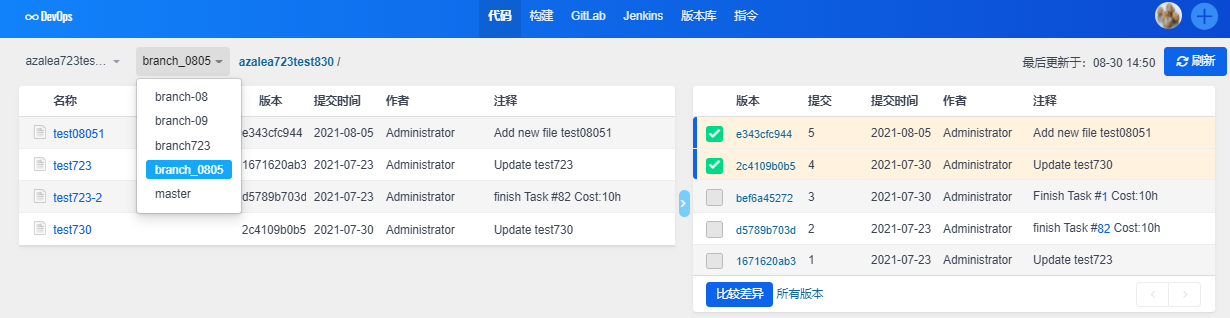 DevOps 代码 构建 GitLab Jenkins 版本库 指令
azalea723tes... branch_0805 azalea723test830 / 最后更新于：08-30 14:50 刷新
branch-08
branch-09
branch723
branch_0805
master
名称 版本 提交时间 作者 注释
test08051 e343cfc944 2021-08-05 Administrator Add new file test08051
test723 1671620ab3 2021-07-23 Administrator Update test723
test723-2 d5789b703d 2021-07-23 Administrator finish Task #82 Cost:10h
test730 2c4109b0b5 2021-07-30 Administrator Update test730
版本 提交 提交时间 作者 注释
e343cfc944 5 2021-08-05 Administrator Add new file test08051
2c4109b0b5 4 2021-07-30 Administrator Update test730
bef6a45272 3 2021-07-30 Administrator Finish Task #1 Cost:10h
d5789b703d 2 2021-07-23 Administrator finish Task #82 Cost:10h
1671620ab3 1 2021-07-23 Administrator Update test723
比较差异 所有版本